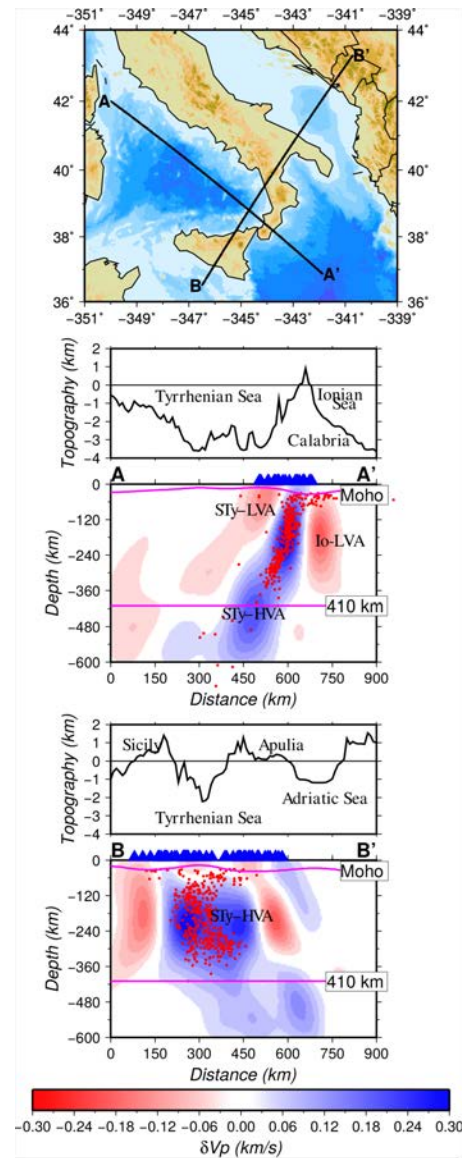 −351° −349° −347° −345° −343° −341° −339°
44° 44°
B'
A
42° 42°
40° 40°
38° 38°
A'
B
36° 36°
−351° −349° −347° −345° −343° −341° −339°
Topography (km)
2
1
0
−1
−2
−3
−4
Tyrrhenian Sea
Ionian
Sea
Calabria
A A'
Depth (km)
0
−120
−240
−360
−480
−600
Moho
STy−LVA
Io−LVA
STy−HVA
410 km
0 150 300 450 600 750 900
Distance (km)
Topography (km)
2
1
0
−1
−2
−3
−4
Sicily
Apulia
Tyrrhenian Sea
Adriatic Sea
B B'
Depth (km)
0
−120
−240
−360
−480
−600
Moho
STy−HVA
410 km
0 150 300 450 600 750 900
Distance (km)
−0.30 −0.24 −0.18 −0.12 −0.06 0.00 0.06 0.12 0.18 0.24 0.30
δVp (km/s)